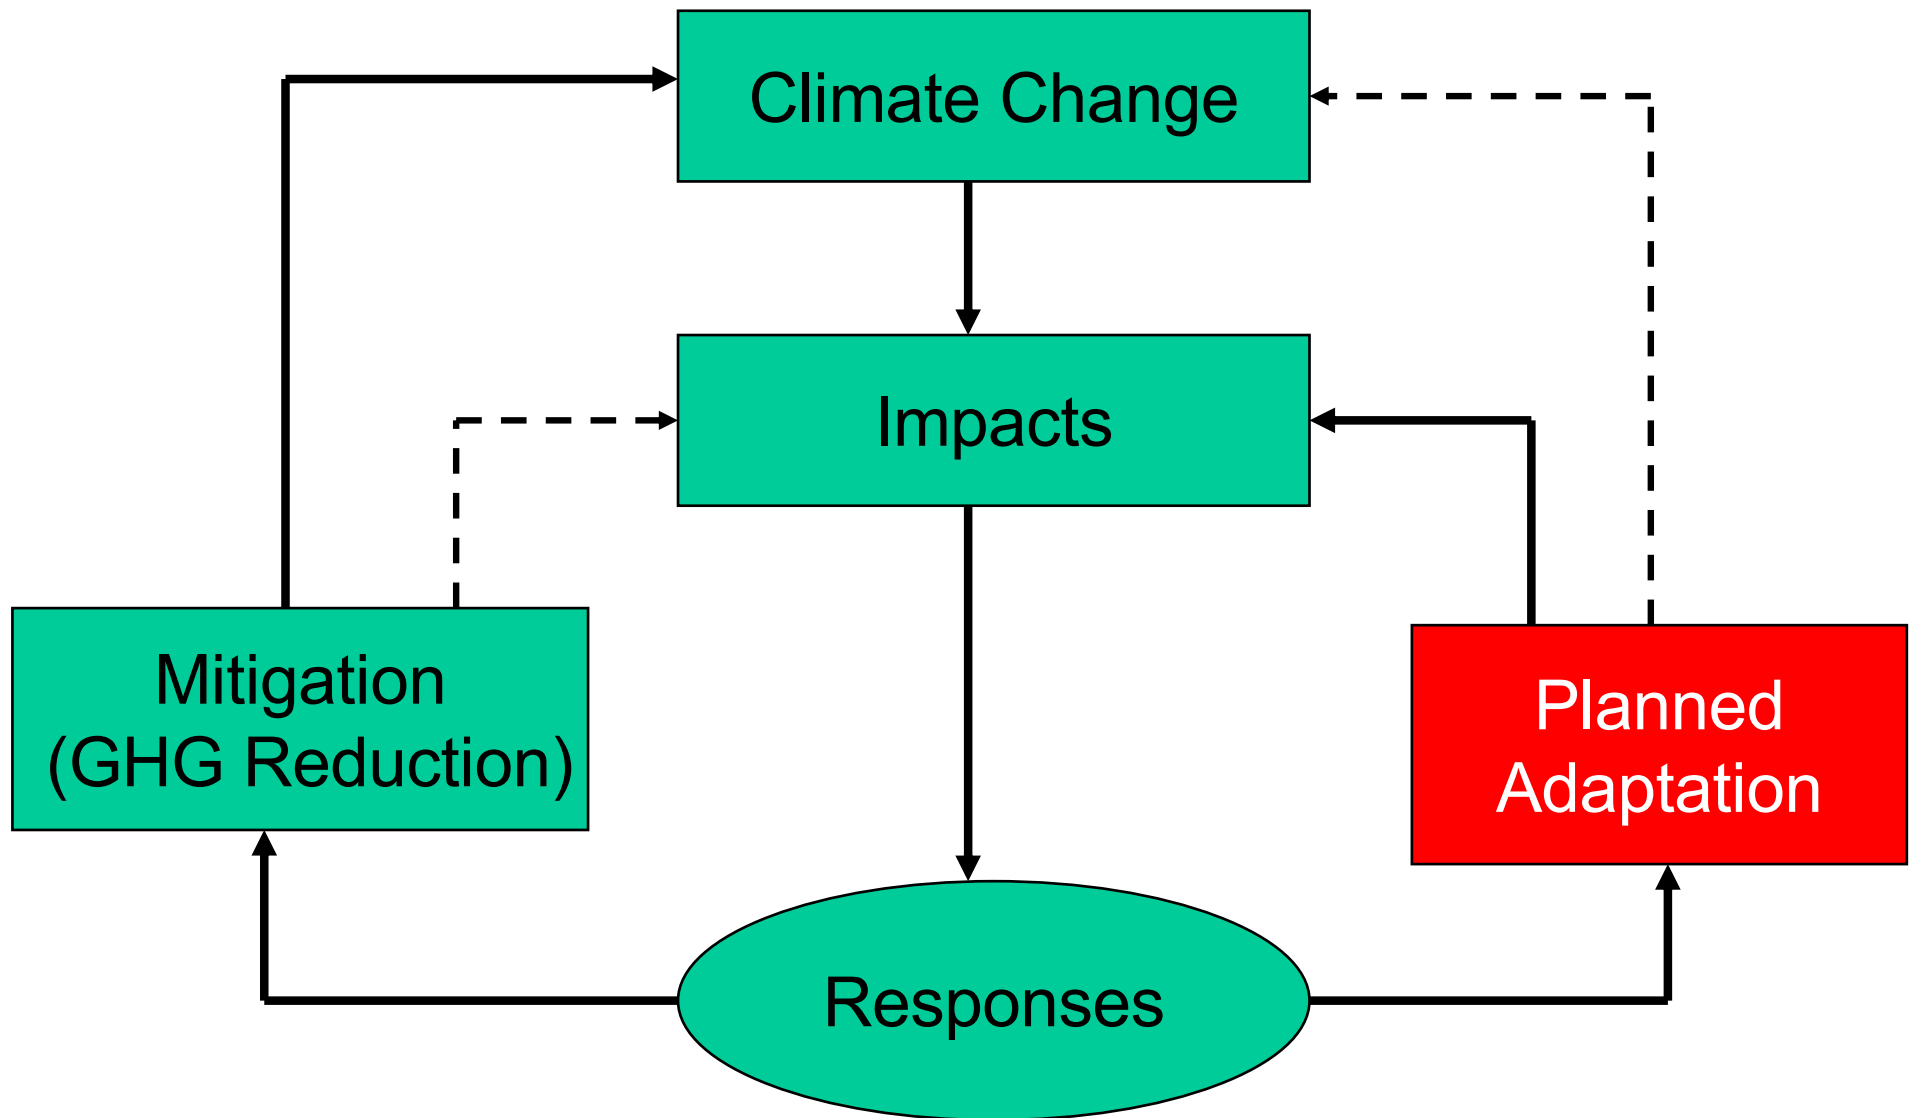 Climate Change
Impacts
Mitigation
(GHG Reduction)
Planned
Adaptation
Responses